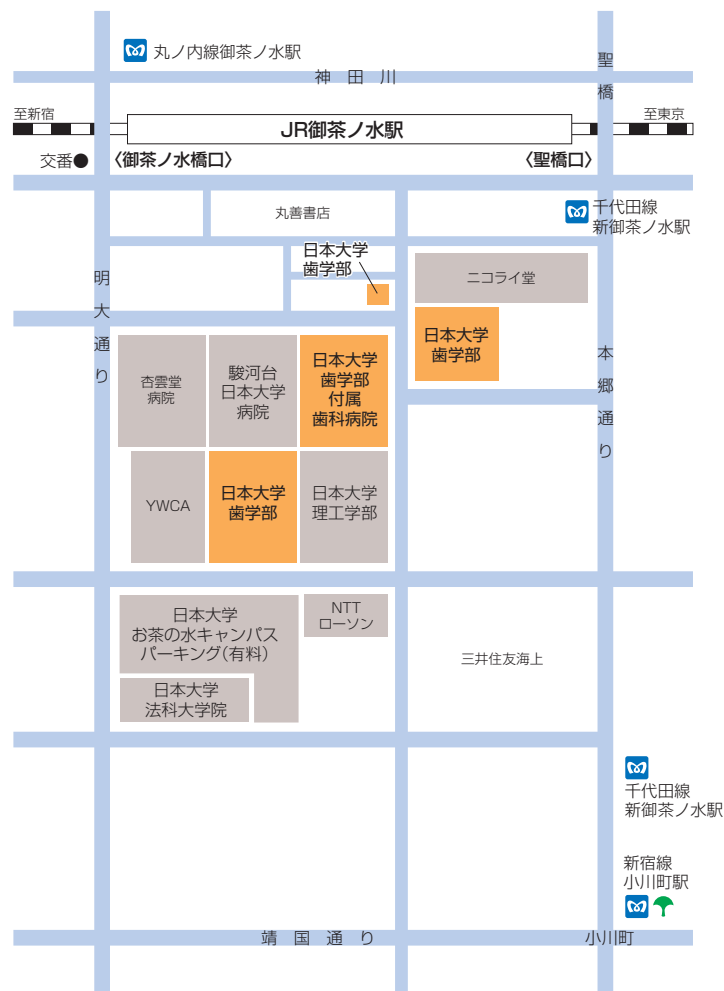 丸ノ内線御茶ノ水駅
神田川
聖橋
至新宿
至東京
JR御茶ノ水駅
交番●
〈御茶ノ水橋口〉
〈聖橋口〉
丸善書店
千代田線
新御茶ノ水駅
日本大学
歯学部
ニコライ堂
明大通り
日本大学
歯学部
本郷通り
杏雲堂
病院
駿河台
日本大学
病院
日本大学
歯学部
付属
歯科病院
YWCA
日本大学
歯学部
日本大学
理工学部
日本大学
お茶の水キャンパス
パーキング(有料)
NTT
ローソン
三井住友海上
日本大学
法科大学院
千代田線
新御茶ノ水駅
新宿線
小川町駅
靖国通り
小川町